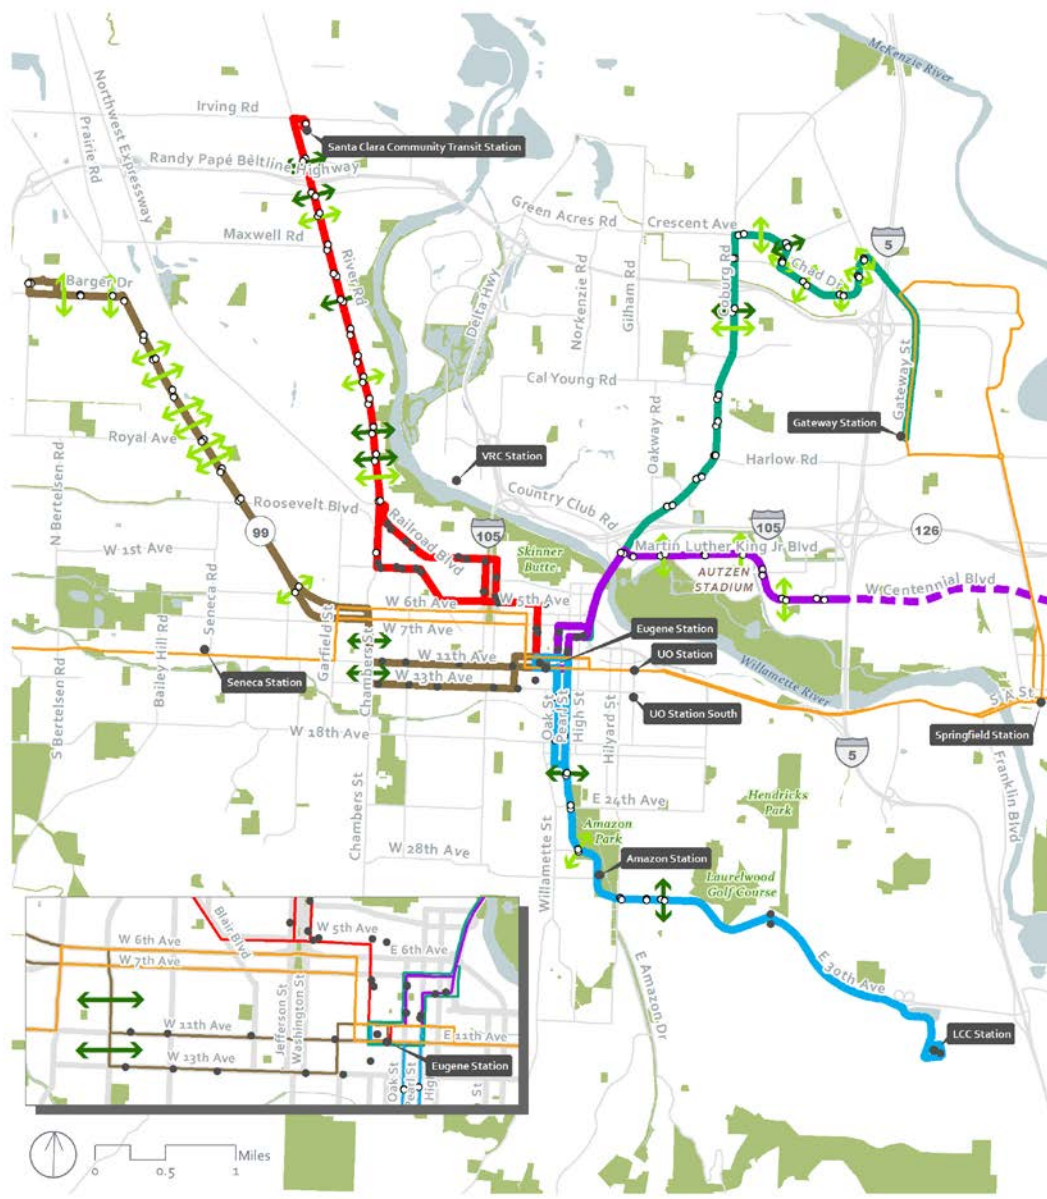 McKenzie River
Irving Rd
Northwest Expressway
Prairie Rd
Santa Clara Community Transit Station
Randy Papé Beltline Highway
Green Acres Rd
Crescent Ave
5
Maxwell Rd
River Rd
Delta Hwy
Norkenzie Rd
Gilham Rd
Coburg Rd
Chad Dr
Barger Dr
Gateway St
Cal Young Rd
Oakway Rd
Gateway Station
Royal Ave
N Bertelsen Rd
VRC Station
Harlow Rd
Roosevelt Blvd
Country Club Rd
99
Railroad Blvd
105
105
126
W 1st Ave
Skinner
Butte
Martin Luther King Jr Blvd
AUTZEN
STADIUM
W Centennial Blvd
Seneca Rd
W 6th Ave
W 5th Ave
Garfield St
W 7th Ave
Eugene Station
Bailey Hill Rd
Chambers St
W 11th Ave
UO Station
Willamette River
S Bertelsen Rd
Seneca Station
W 13th Ave
S A St
UO Station South
Oak St
Pearl St
High St
Hilyard St
Springfield Station
W 18th Ave
5
Franklin Blvd
Chambers St
E 24th Ave
Hendricks
Park
Willamette St
Amazon
Park
W 28th Ave
Amazon Station
Laurelwood
Golf Course
E 30th Ave
E Amazon Dr
LCC Station
Blair Blvd
W 5th Ave
W 6th Ave
E 6th Ave
W 7th Ave
Jefferson St
Washington St
W 11th Ave
E 11th Ave
W 13th Ave
Eugene Station
Oak St
Pearl St
High
St
Miles
0
0.5
1